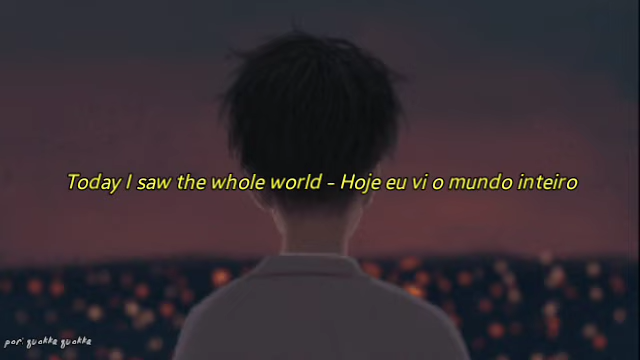 Today I saw the whole world - Hoje eu vi o mundo inteiro
por: quokka quokka